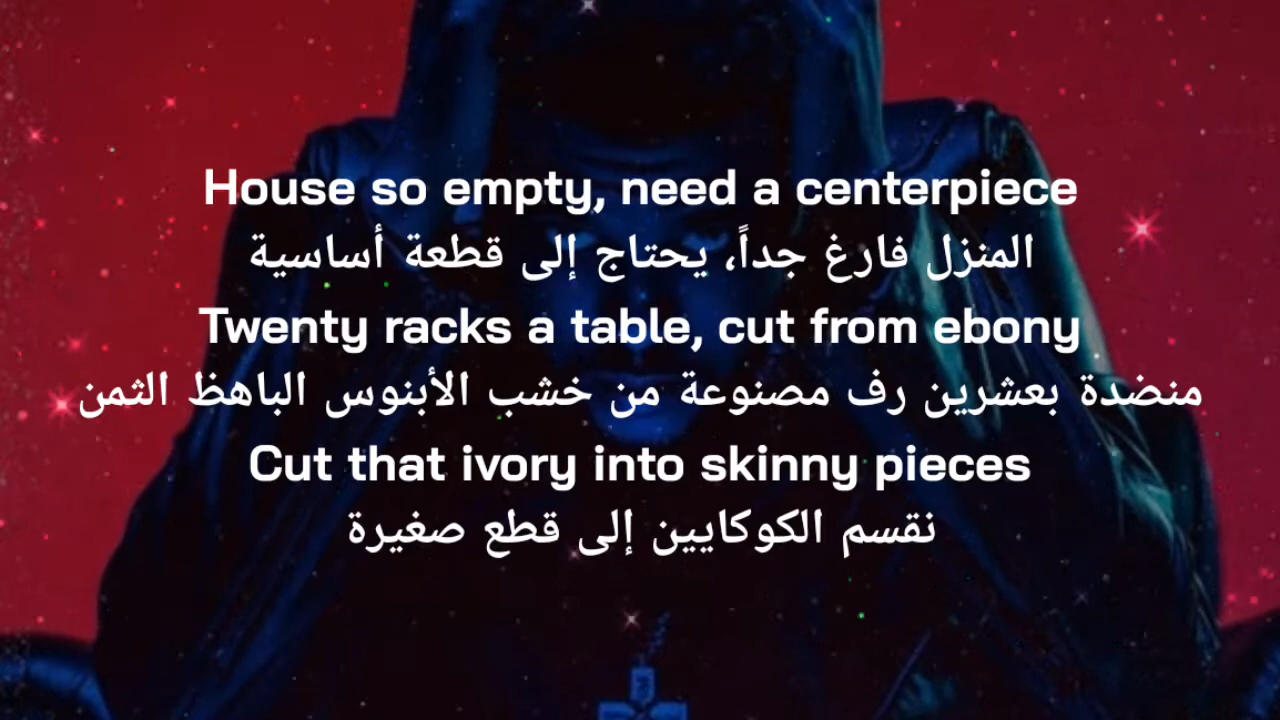 House so empty, need a centerpiece
المنزل فارغ جداً، يحتاج إلى قطعة أساسية
Twenty racks a table, cut from ebony
منضدة بعشرين رف مصنوعة من خشب الأبنوس الباهظ الثمن
Cut that ivory into skinny pieces
نقسم الكوكايين إلى قطع صغيرة